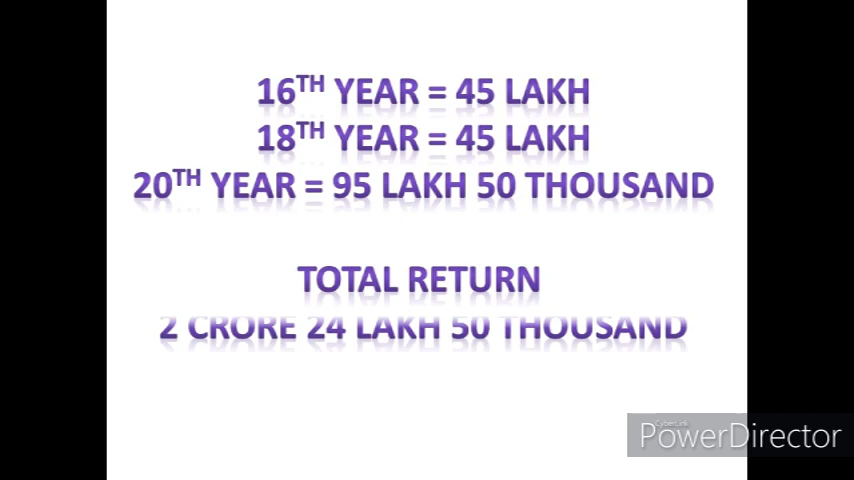 16TH YEAR = 45 LAKH
18TH YEAR = 45 LAKH
20TH YEAR = 95 LAKH 50 THOUSAND
TOTAL RETURN
2 CRORE 24 LAKH 50 THOUSAND
CyberLink
PowerDirector